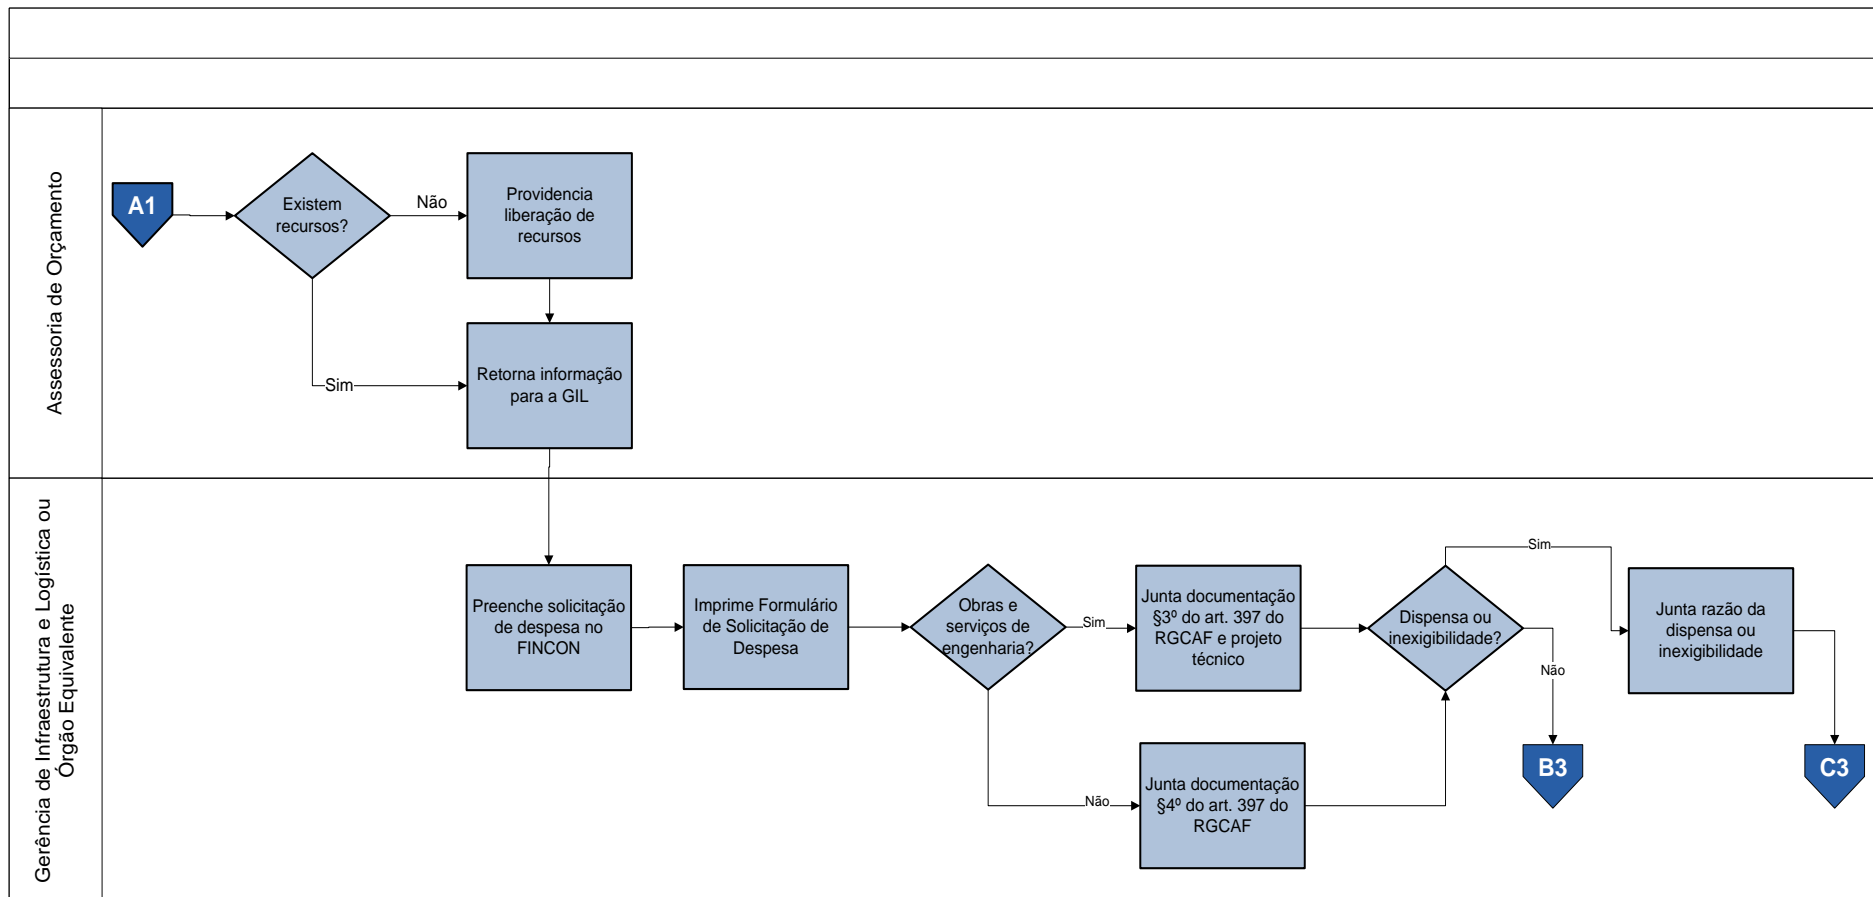 Assessoria de Orçamento
A1
Existem
recursos?
Não
Providencia
liberação de
recursos
Sim
Retorna informação
para a GIL
Gerência de Infraestrutura e Logística ou
Órgão Equivalente
Preenche solicitação
de despesa no
FINCON
Imprime Formulário
de Solicitação de
Despesa
Obras e
serviços de
engenharia?
Sim
Junta documentação
§3º do art. 397 do
RGCAF e projeto
técnico
Não
Junta documentação
§4º do art. 397 do
RGCAF
Dispensa ou
inexigibilidade?
Sim
Não
B3
Junta razão da
dispensa ou
inexigibilidade
C3